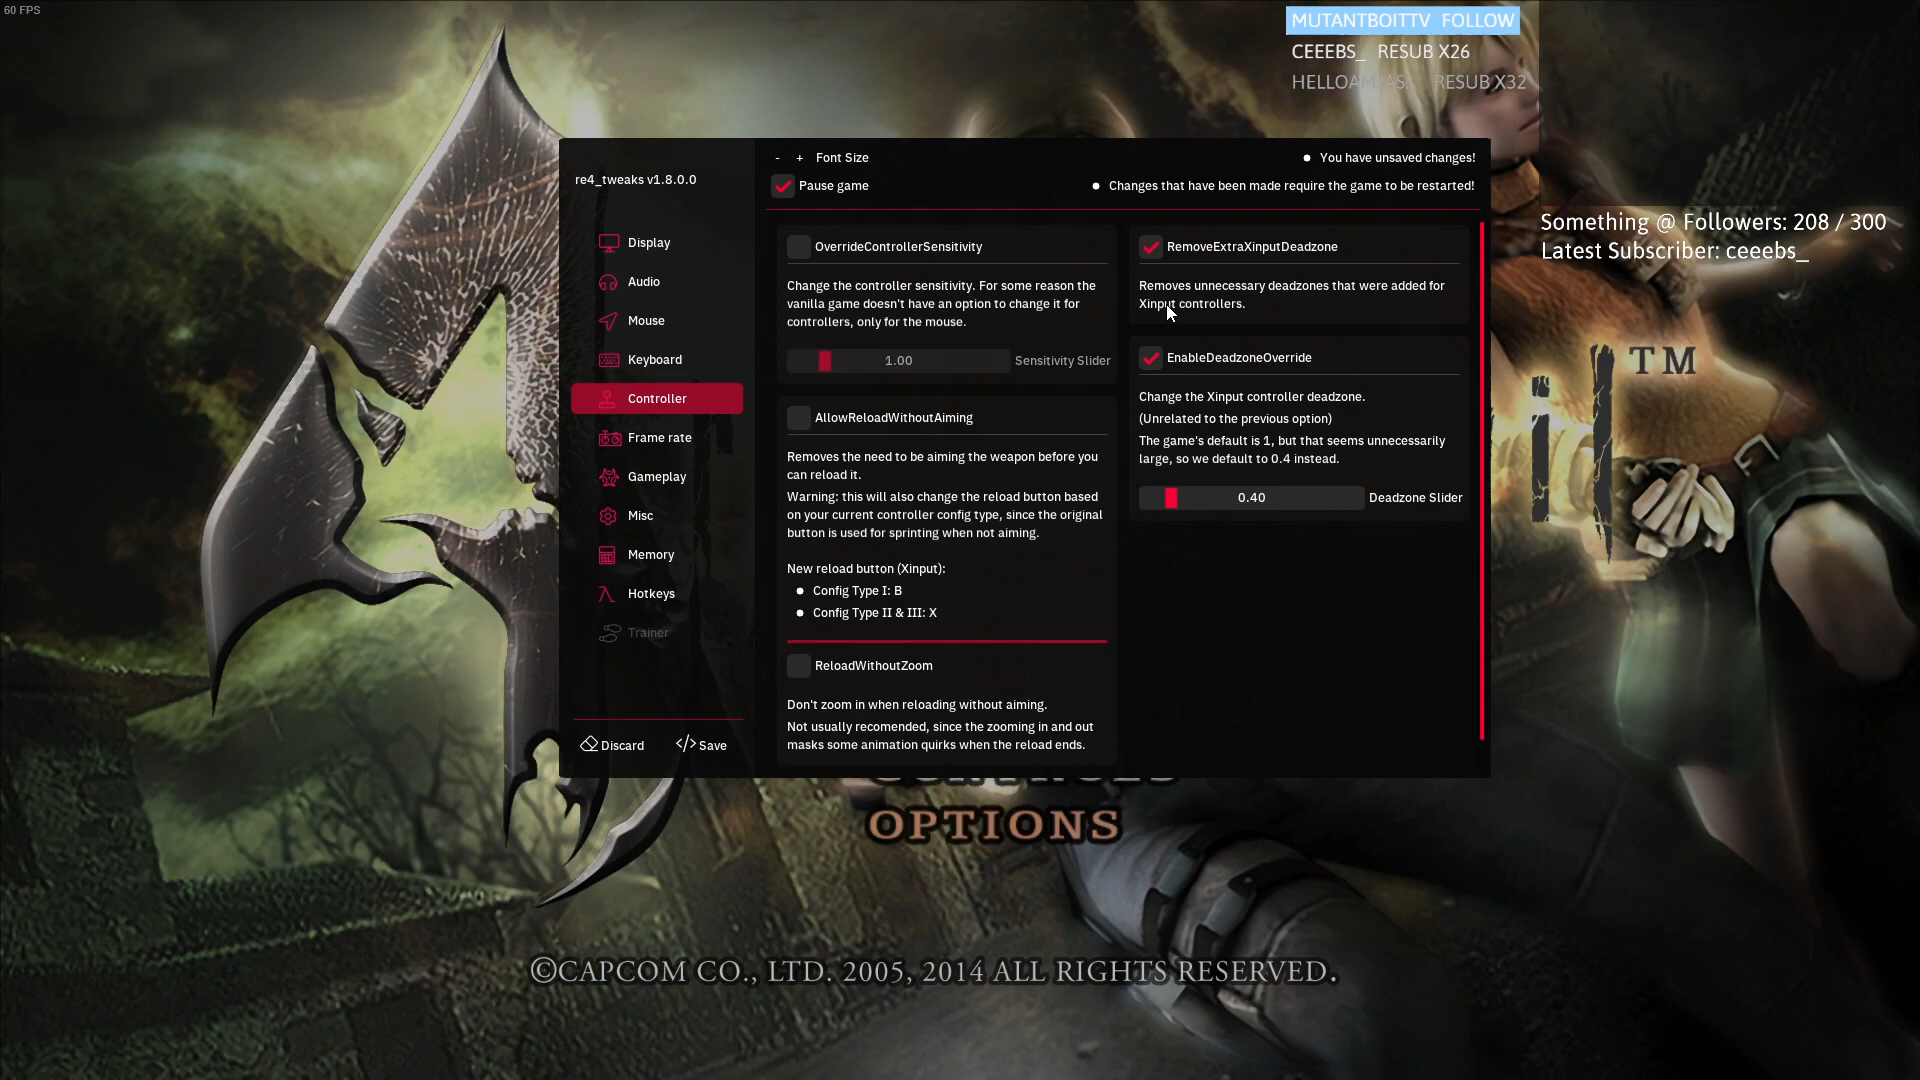 60 FPS
MUTANTBOITTV FOLLOW
CEEEBS_ RESUB X26
RESUB X32
Something @ Followers: 208 / 300
Latest Subscriber: ceeebs_
re4_tweaks v1.8.0.0
- + Font Size
You have unsaved changes!
Pause game
Changes that have been made require the game to be restarted!
Display
Audio
Mouse
Keyboard
Controller
Frame rate
Gameplay
Misc
Memory
Hotkeys
Trainer
Discard
Save
OverrideControllerSensitivity
Change the controller sensitivity. For some reason the
vanilla game doesn't have an option to change it for
controllers, only for the mouse.
1.00 Sensitivity Slider
AllowReloadWithoutAiming
Removes the need to be aiming the weapon before you
can reload it.
Warning: this will also change the reload button based
on your current controller config type, since the original
button is used for sprinting when not aiming.
New reload button (Xinput):
Config Type I: B
Config Type II & III: X
ReloadWithoutZoom
Don't zoom in when reloading without aiming.
Not usually recomended, since the zooming in and out
masks some animation quirks when the reload ends.
RemoveExtraXinputDeadzone
Removes unnecessary deadzones that were added for
Xinput controllers.
EnableDeadzoneOverride
Change the Xinput controller deadzone.
(Unrelated to the previous option)
The game's default is 1, but that seems unnecessarily
large, so we default to 0.4 instead.
0.40 Deadzone Slider
TM
OPTIONS
©CAPCOM CO., LTD. 2005, 2014 ALL RIGHTS RESERVED.